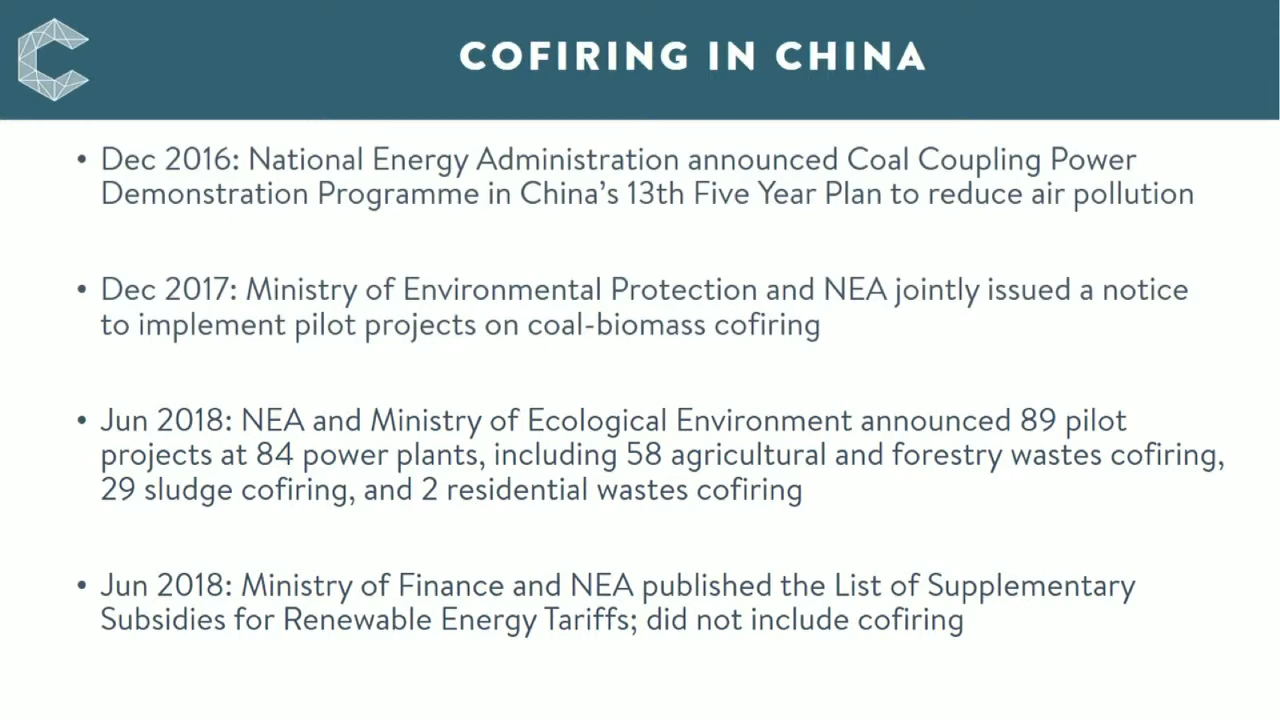 COFIRING IN CHINA
• Dec 2016: National Energy Administration announced Coal Coupling Power
Demonstration Programme in China’s 13th Five Year Plan to reduce air pollution
• Dec 2017: Ministry of Environmental Protection and NEA jointly issued a notice
to implement pilot projects on coal-biomass cofiring
• Jun 2018: NEA and Ministry of Ecological Environment announced 89 pilot
projects at 84 power plants, including 58 agricultural and forestry wastes cofiring,
29 sludge cofiring, and 2 residential wastes cofiring
• Jun 2018: Ministry of Finance and NEA published the List of Supplementary
Subsidies for Renewable Energy Tariffs; did not include cofiring